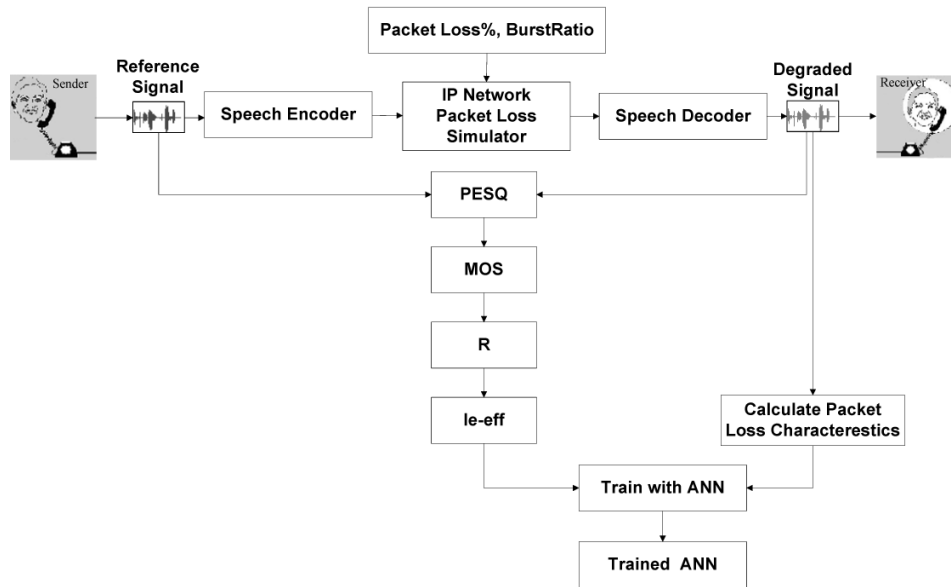 Packet Loss%, BurstRatio
Sender
Reference
Signal
Speech Encoder
IP Network
Packet Loss
Simulator
Speech Decoder
Degraded
Signal
Receiver
PESQ
MOS
R
Ie-eff
Calculate Packet
Loss Characterestics
Train with ANN
Trained ANN